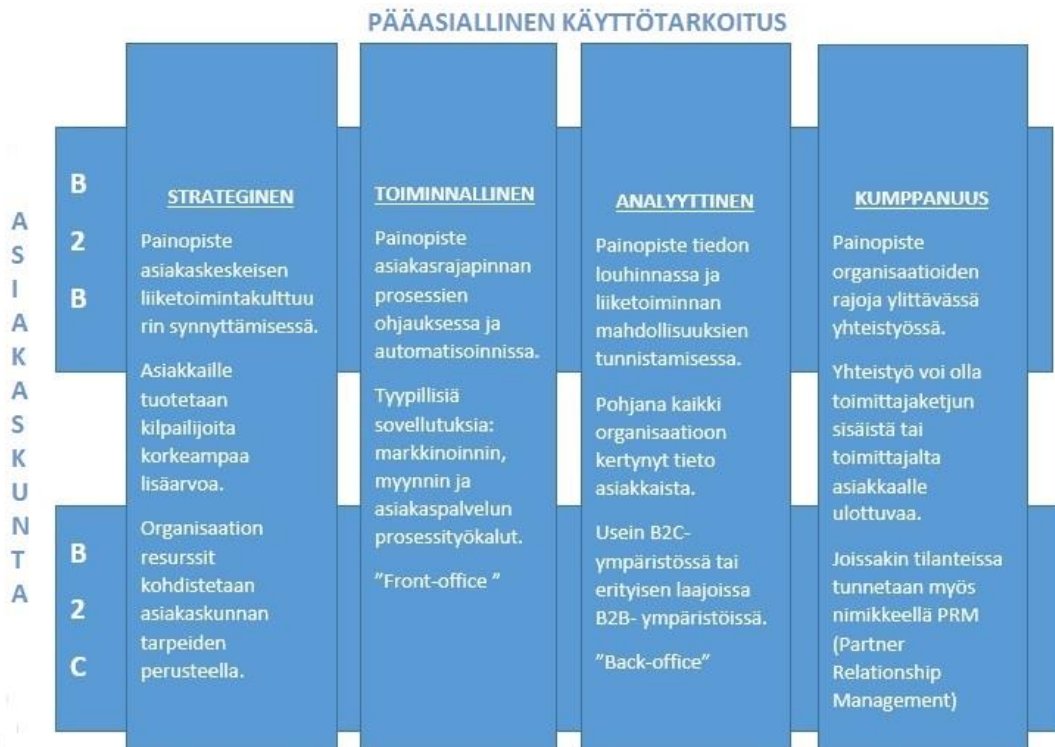 PÄÄASIALLINEN KÄYTTÖTARKOITUS
ASIAKASKUNTA
B2B
B2C
STRATEGINEN
Painopiste
asiakaskeskeisen
liiketoimintakulttuu
rin synnyttämisessä.
Asiakkaille
tuotetaan
kilpailijoita
korkeampaa
lisäarvoa.
Organisaation
resurssit
kohdistetaan
asiakaskunnan
tarpeiden
perusteella.
TOIMINNALLINEN
Painopiste
asiakasrajapinnan
prosessien
ohjauksessa ja
automatisoinnissa.
Tyypillisiä
sovellutuksia:
markkinoinnin,
myynnin ja
asiakaspalvelun
prosessityökalut.
”Front-office ”
ANALYYTTINEN
Painopiste tiedon
louhinnassa ja
liiketoiminnan
mahdollisuuksien
tunnistamisessa.
Pohjana kaikki
organisaatioon
kertynyt tieto
asiakkaista.
Usein B2C-
ympäristössä tai
erityisen laajoissa
B2B- ympäristöissä.
”Back-office”
KUMPPANUUS
Painopiste
organisaatioiden
rajoja ylittävässä
yhteistyössä.
Yhteistyö voi olla
toimittajaketjun
sisäistä tai
toimittajalta
asiakkaalle
ulottuvaa.
Joissakin tilanteissa
tunnetaan myös
nimikkeellä PRM
(Partner
Relationship
Management)